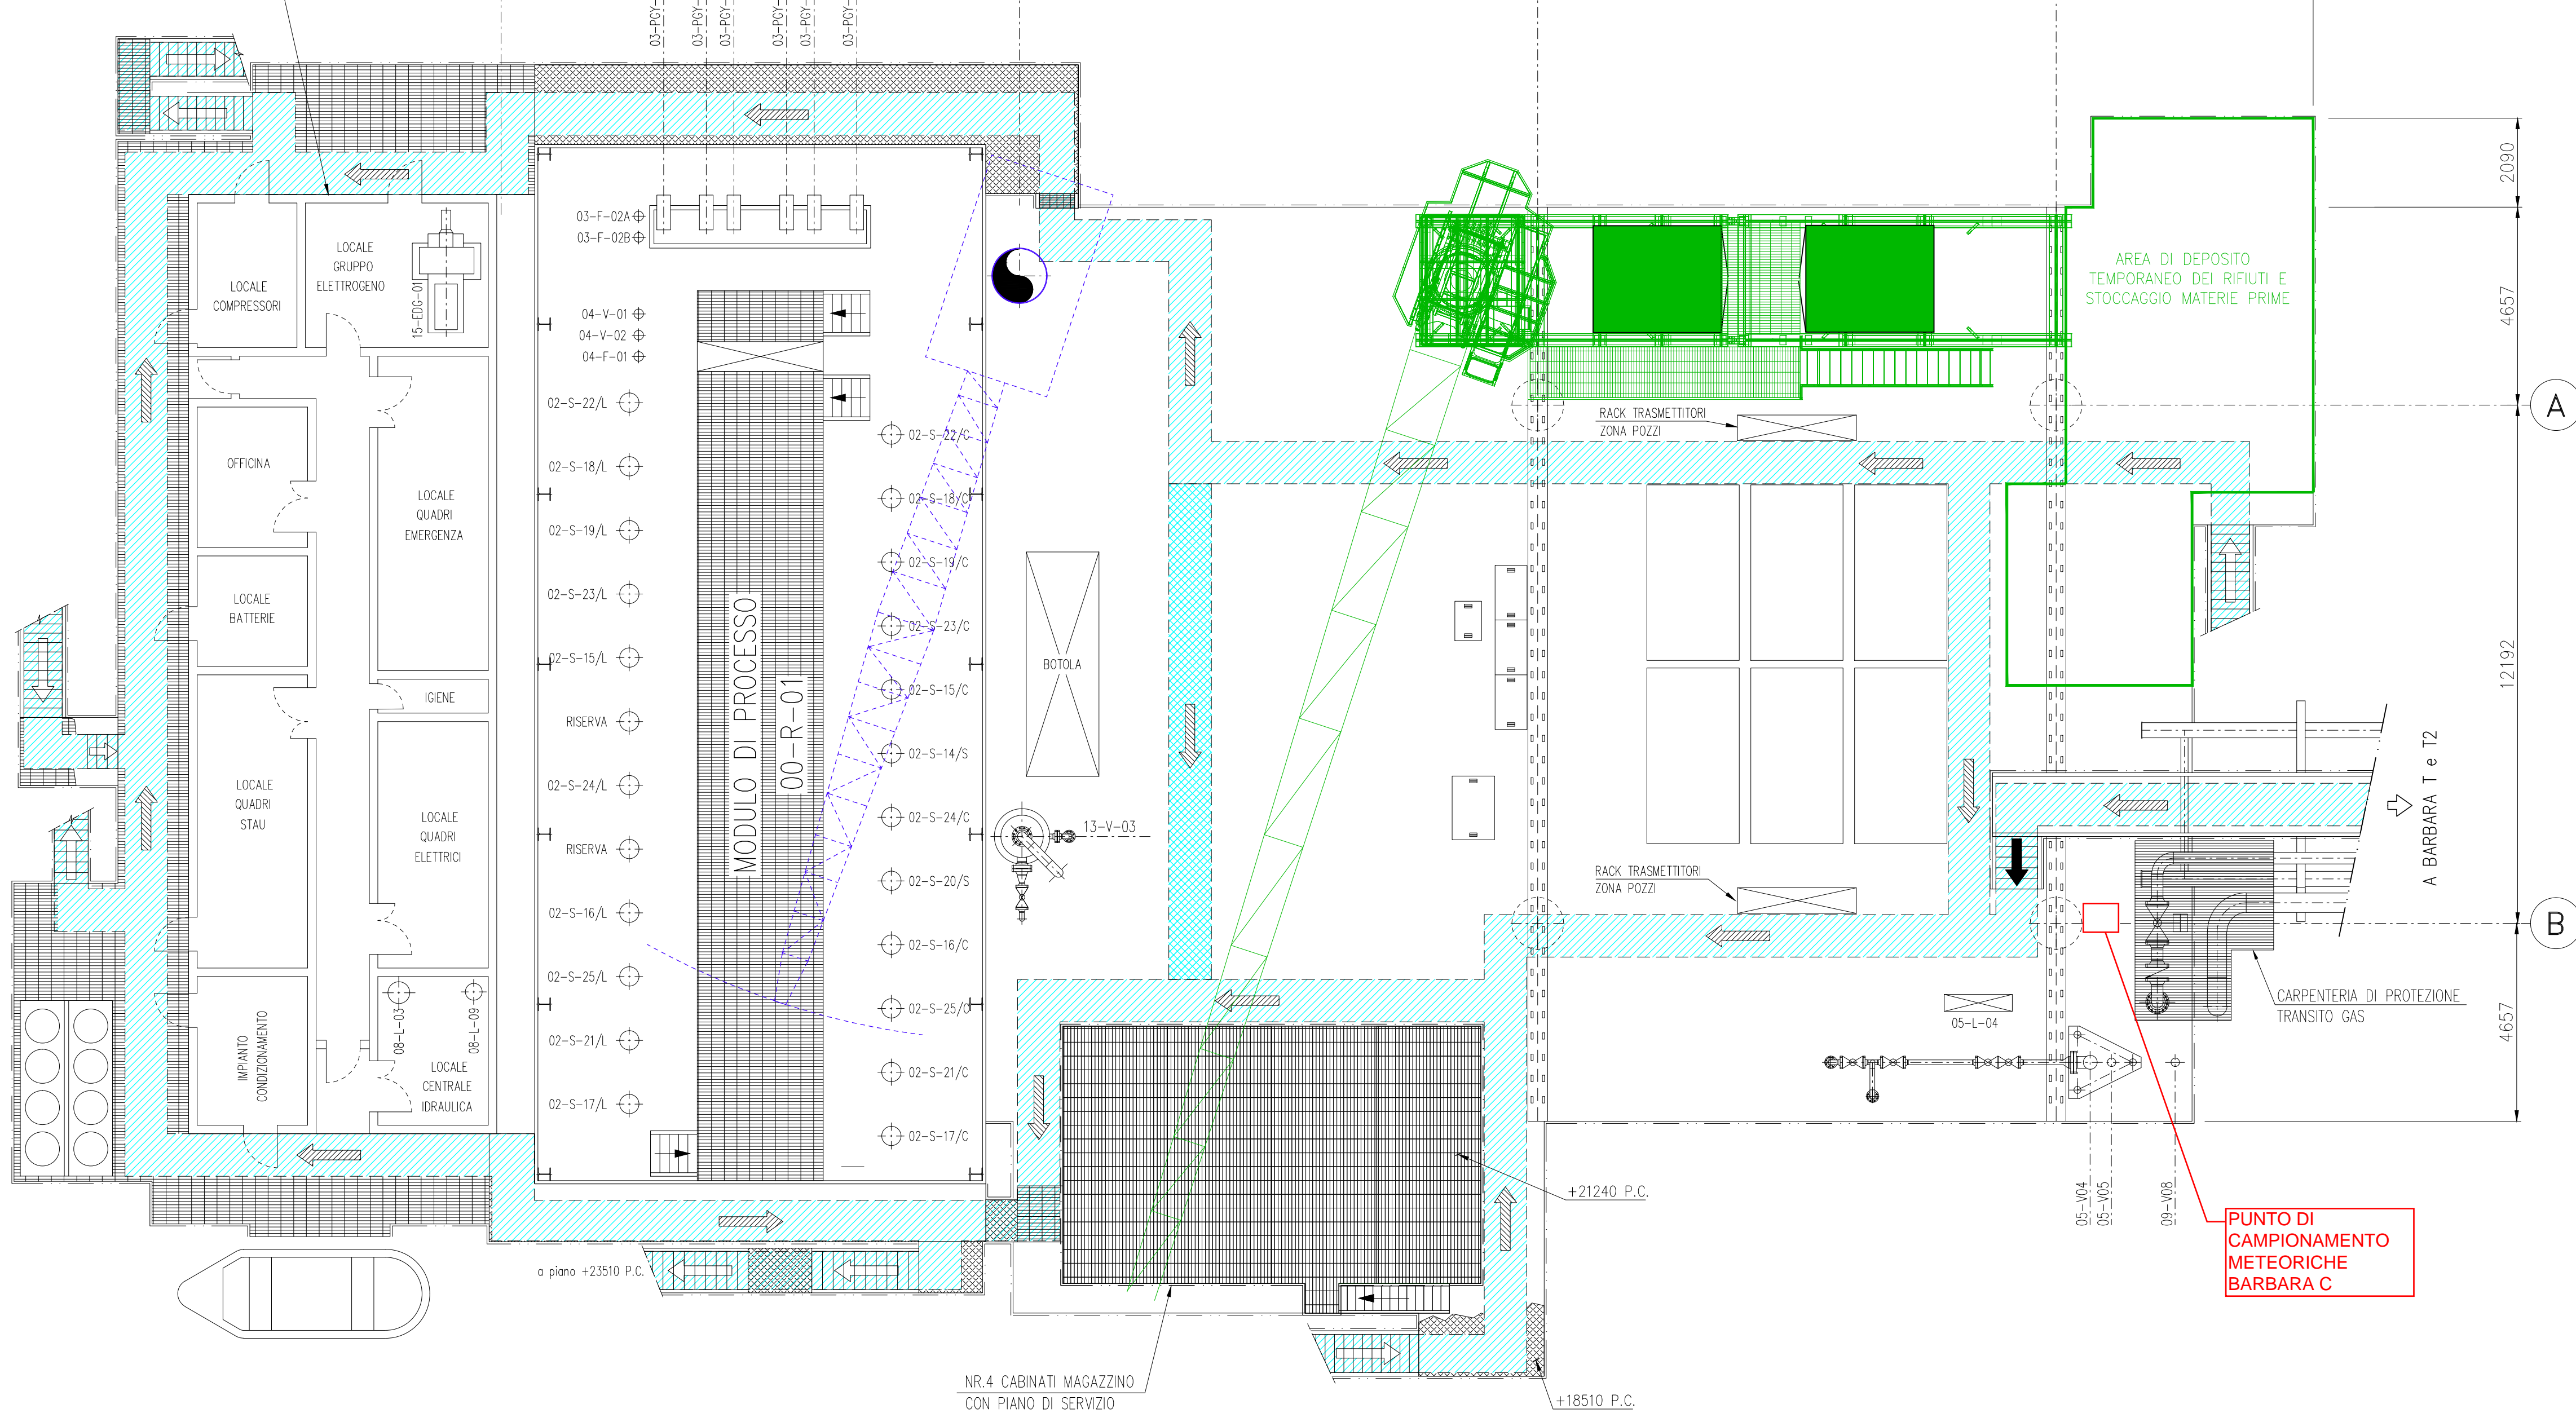 03-PGY-
03-PGY-
03-PGY-
03-PGY-
03-PGY-
03-PGY-
03-F-02A
03-F-02B
04-V-01
04-V-02
04-F-01
LOCALE
COMPRESSORI
LOCALE
GRUPPO
ELETTROGENO
15-EDG-01
OFFICINA
LOCALE
QUADRI
EMERGENZA
LOCALE
BATTERIE
IGIENE
LOCALE
QUADRI
STAU
LOCALE
QUADRI
ELETTRICI
IMPIANTO
CONDIZIONAMENTO
08-L-03
08-L-09
LOCALE
CENTRALE
IDRAULICA
02-S-22/L
02-S-18/L
02-S-19/L
02-S-23/L
02-S-15/L
RISERVA
02-S-24/L
RISERVA
02-S-16/L
02-S-25/L
02-S-21/L
02-S-17/L
MODULO DI PROCESSO
00-R-01
02-S-22/C
02-S-18/C
02-S-19/C
02-S-23/C
02-S-15/C
02-S-14/S
02-S-24/C
02-S-20/S
02-S-16/C
02-S-25/C
02-S-21/C
02-S-17/C
BOTOLA
13-V-03
RACK TRASMETTITORI
ZONA POZZI
RACK TRASMETTITORI
ZONA POZZI
AREA DI DEPOSITO
TEMPORANEO DEI RIFIUTI E
STOCCAGGIO MATERIE PRIME
2090
4657
12192
4657
A
B
A BARBARA T e T2
CARPENTERIA DI PROTEZIONE
TRANSITO GAS
05-L-04
05-V04
05-V05
09-V08
PUNTO DI
CAMPIONAMENTO
METEORICHE
BARBARA C
+21240 P.C.
a piano +23510 P.C.
NR.4 CABINATI MAGAZZINO
CON PIANO DI SERVIZIO
+18510 P.C.